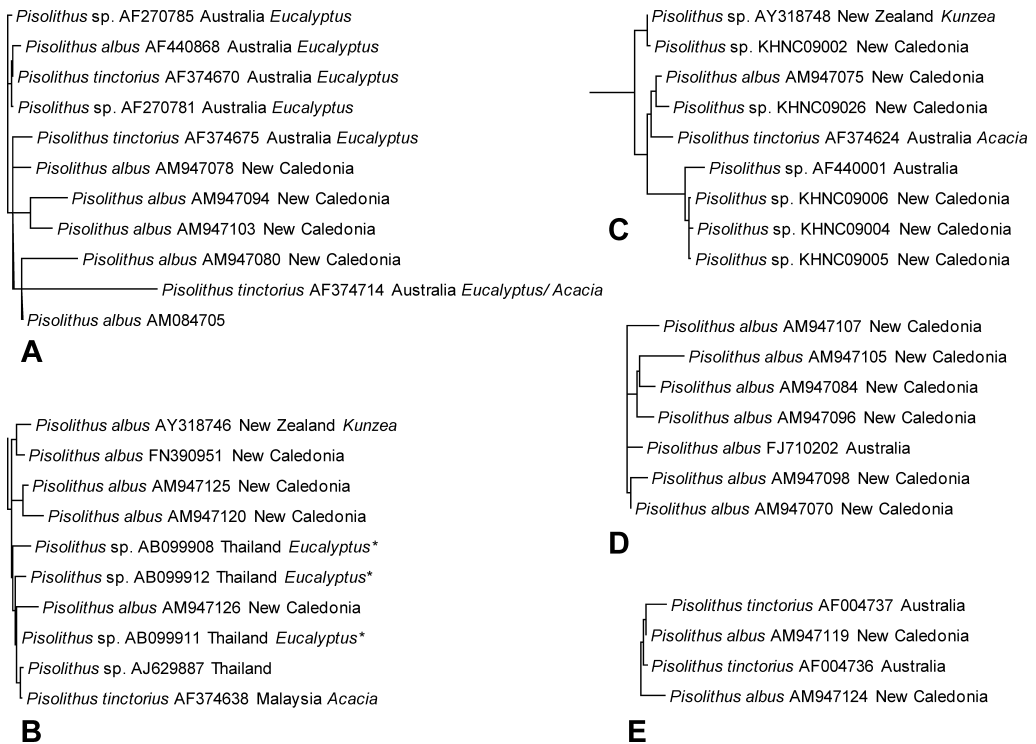 Pisolithus sp. AF270785 Australia Eucalyptus
Pisolithus albus AF440868 Australia Eucalyptus
Pisolithus tinctorius AF374670 Australia Eucalyptus
Pisolithus sp. AF270781 Australia Eucalyptus
Pisolithus tinctorius AF374675 Australia Eucalyptus
Pisolithus albus AM947078 New Caledonia
Pisolithus albus AM947094 New Caledonia
Pisolithus albus AM947103 New Caledonia
Pisolithus albus AM947080 New Caledonia
Pisolithus tinctorius AF374714 Australia Eucalyptus/ Acacia
Pisolithus albus AM084705
A
Pisolithus albus AY318746 New Zealand Kunzea
Pisolithus albus FN390951 New Caledonia
Pisolithus albus AM947125 New Caledonia
Pisolithus albus AM947120 New Caledonia
Pisolithus sp. AB099908 Thailand Eucalyptus*
Pisolithus sp. AB099912 Thailand Eucalyptus*
Pisolithus albus AM947126 New Caledonia
Pisolithus sp. AB099911 Thailand Eucalyptus*
Pisolithus sp. AJ629887 Thailand
Pisolithus tinctorius AF374638 Malaysia Acacia
B
Pisolithus sp. AY318748 New Zealand Kunzea
Pisolithus sp. KHNC09002 New Caledonia
Pisolithus albus AM947075 New Caledonia
Pisolithus sp. KHNC09026 New Caledonia
Pisolithus tinctorius AF374624 Australia Acacia
Pisolithus sp. AF440001 Australia
Pisolithus sp. KHNC09006 New Caledonia
Pisolithus sp. KHNC09004 New Caledonia
Pisolithus sp. KHNC09005 New Caledonia
C
Pisolithus albus AM947107 New Caledonia
Pisolithus albus AM947105 New Caledonia
Pisolithus albus AM947084 New Caledonia
Pisolithus albus AM947096 New Caledonia
Pisolithus albus FJ710202 Australia
Pisolithus albus AM947098 New Caledonia
Pisolithus albus AM947070 New Caledonia
D
Pisolithus tinctorius AF004737 Australia
Pisolithus albus AM947119 New Caledonia
Pisolithus tinctorius AF004736 Australia
Pisolithus albus AM947124 New Caledonia
E